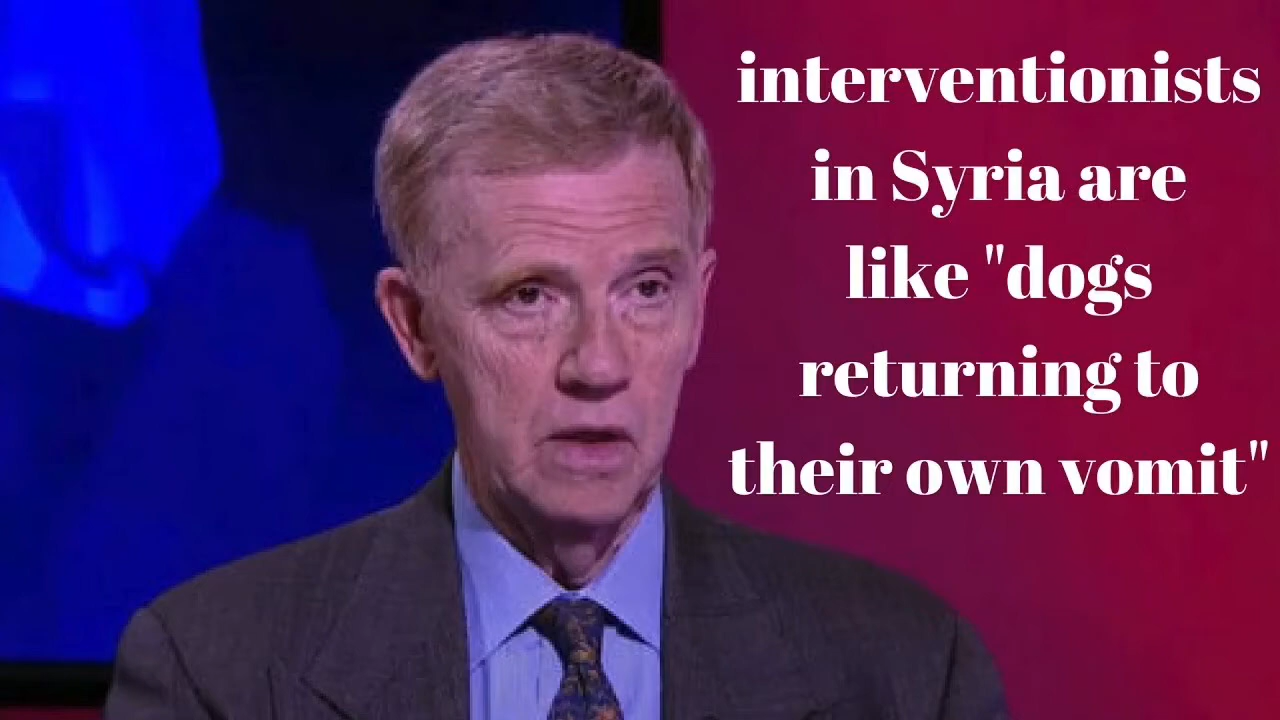 interventionists
in Syria are
like "dogs
returning to
their own vomit"